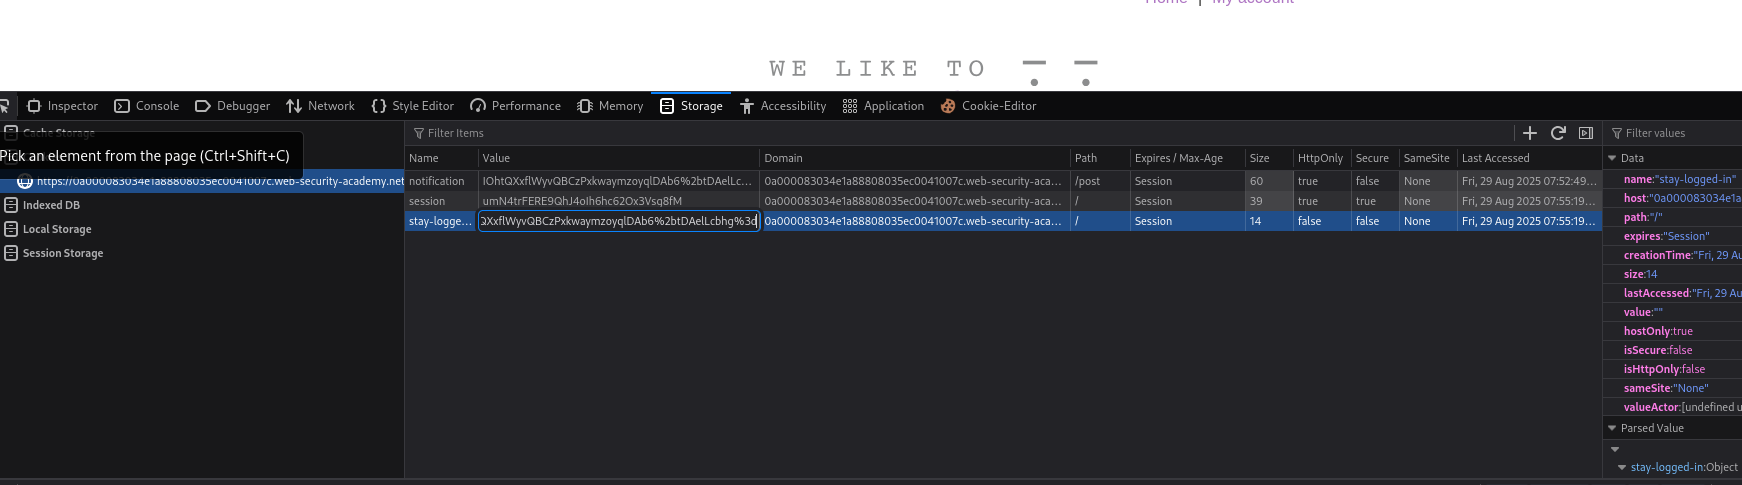 Home | My account
WE LIKE TO
Inspector Console Debugger Network Style Editor Performance Memory Storage Accessibility Application Cookie-Editor
Cache Storage
Pick an element from the page (Ctrl+Shift+C)
https://0a000083034e1a88808035ec0041007c.web-security-academy.net
Indexed DB
Local Storage
Session Storage
Filter Items
Name Value Domain Path Expires / Max-Age Size HttpOnly Secure SameSite Last Accessed
notification IOhtQXxflWyvQBCzPxkwaymzoyqlDAb6%2btDAelLc... 0a000083034e1a88808035ec0041007c.web-security-aca... /post Session 60 true false None Fri, 29 Aug 2025 07:52:49...
session umN4trFERE9QhJ4oIh6hc62Ox3Vsq8fM 0a000083034e1a88808035ec0041007c.web-security-aca... / Session 39 true true None Fri, 29 Aug 2025 07:55:19...
stay-logge... QXxflWyvQBCzPxkwaymzoyqlDAb6%2btDAelLcbhg%3d 0a000083034e1a88808035ec0041007c.web-security-aca... / Session 14 false false None Fri, 29 Aug 2025 07:55:19...
Filter values
Data
name:"stay-logged-in"
host:"0a000083034e1a
path:"/"
expires:"Session"
creationTime:"Fri, 29 Au
size:14
lastAccessed:"Fri, 29 Au
value:""
hostOnly:true
isSecure:false
isHttpOnly:false
sameSite:"None"
valueActor:[undefined u
Parsed Value
stay-logged-in:Object